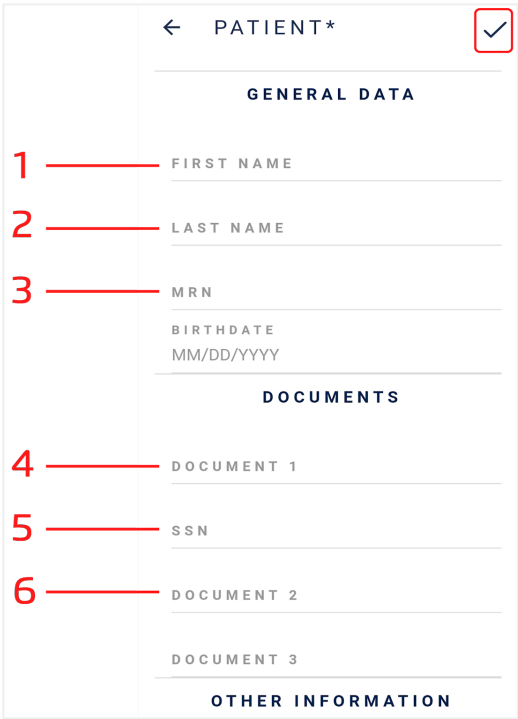 PATIENT*
GENERAL DATA
1 FIRST NAME
2 LAST NAME
3 MRN
BIRTHDATE
MM/DD/YYYY
DOCUMENTS
4 DOCUMENT 1
5 SSN
6 DOCUMENT 2
DOCUMENT 3
OTHER INFORMATION